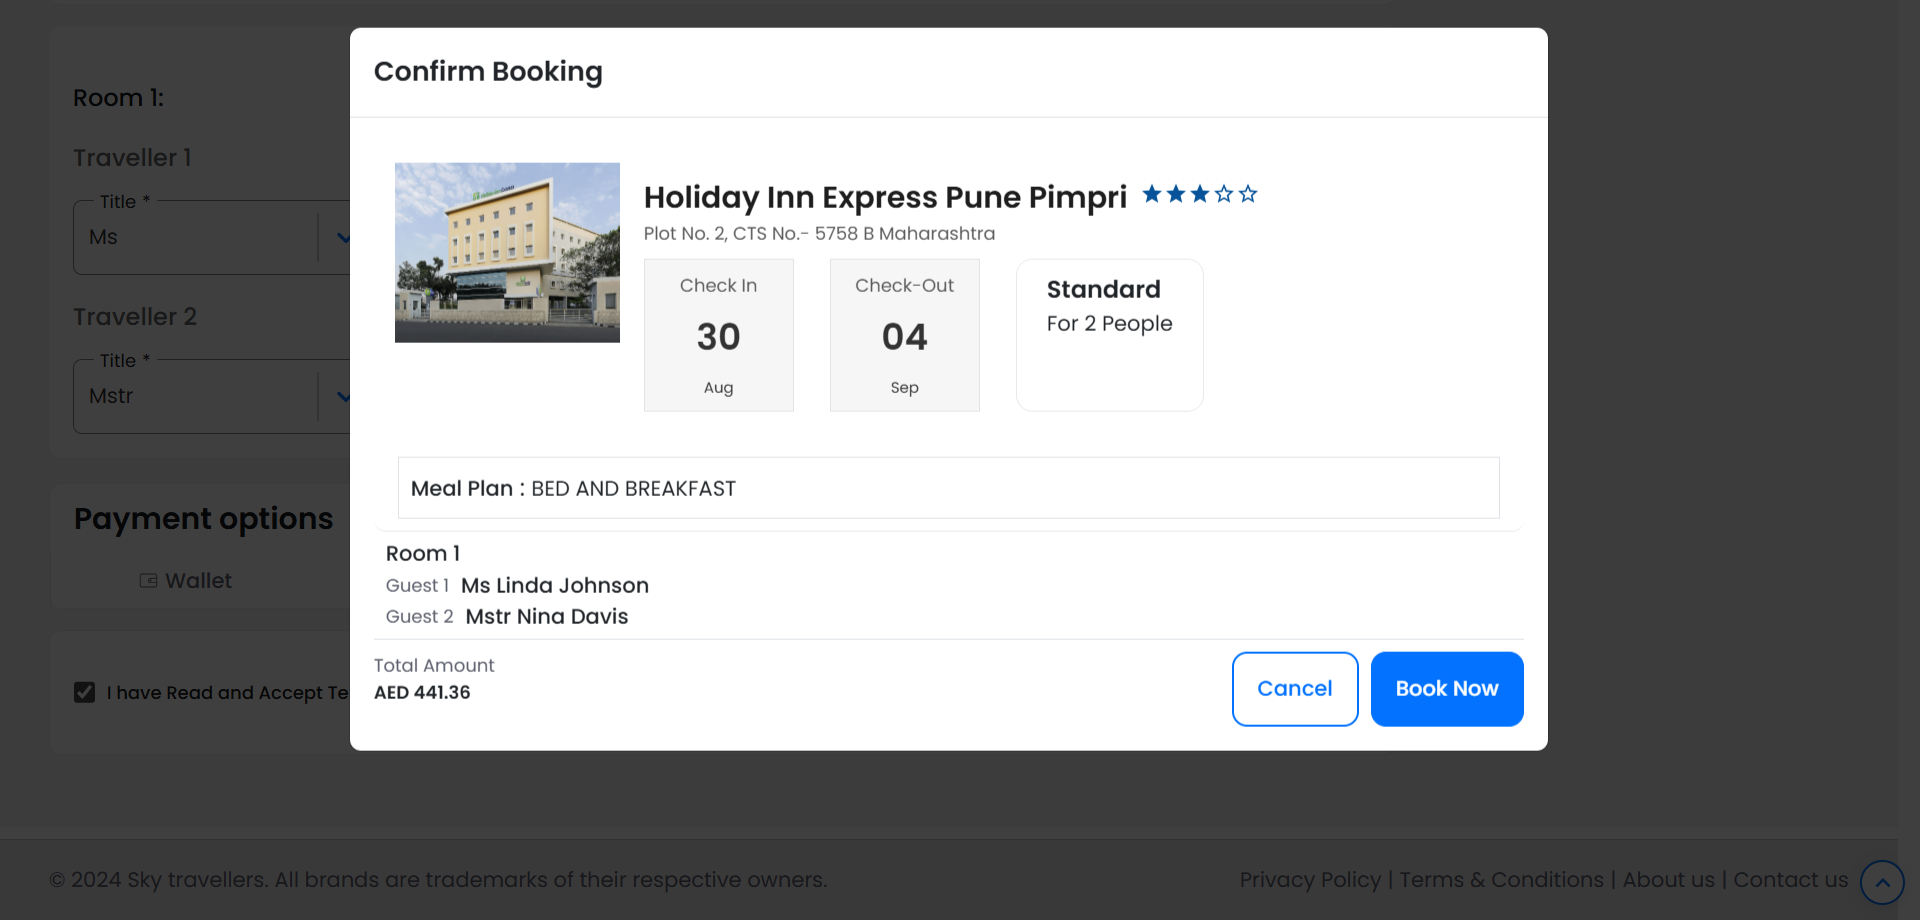 Confirm Booking
Room 1:
Traveller 1
Title *
Ms
Traveller 2
Title *
Mstr
Payment options
Wallet
I have Read and Accept Te
Holiday Inn Express Pune Pimpri
Plot No. 2, CTS No.- 5758 B Maharashtra
Check In
30
Aug
Check-Out
04
Sep
Standard
For 2 People
Meal Plan : BED AND BREAKFAST
Room 1
Guest 1 Ms Linda Johnson
Guest 2 Mstr Nina Davis
Total Amount
AED 441.36
Cancel
Book Now
© 2024 Sky travellers. All brands are trademarks of their respective owners.
Privacy Policy | Terms & Conditions | About us | Contact us